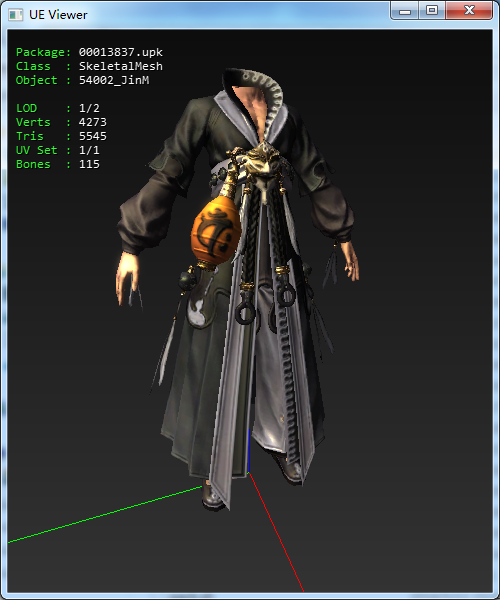 UE Viewer
Package: 00013837.upk
Class : SkeletalMesh
Object : 54002_JinM
LOD : 1/2
Verts : 4273
Tris : 5545
UV Set : 1/1
Bones : 115